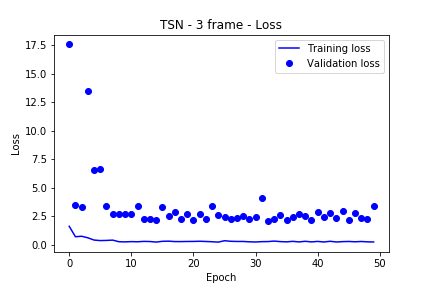 TSN - 3 frame - Loss
Training loss
Validation loss
17.5
15.0
12.5
10.0
7.5
5.0
2.5
0.0
Loss
0 10 20 30 40 50
Epoch